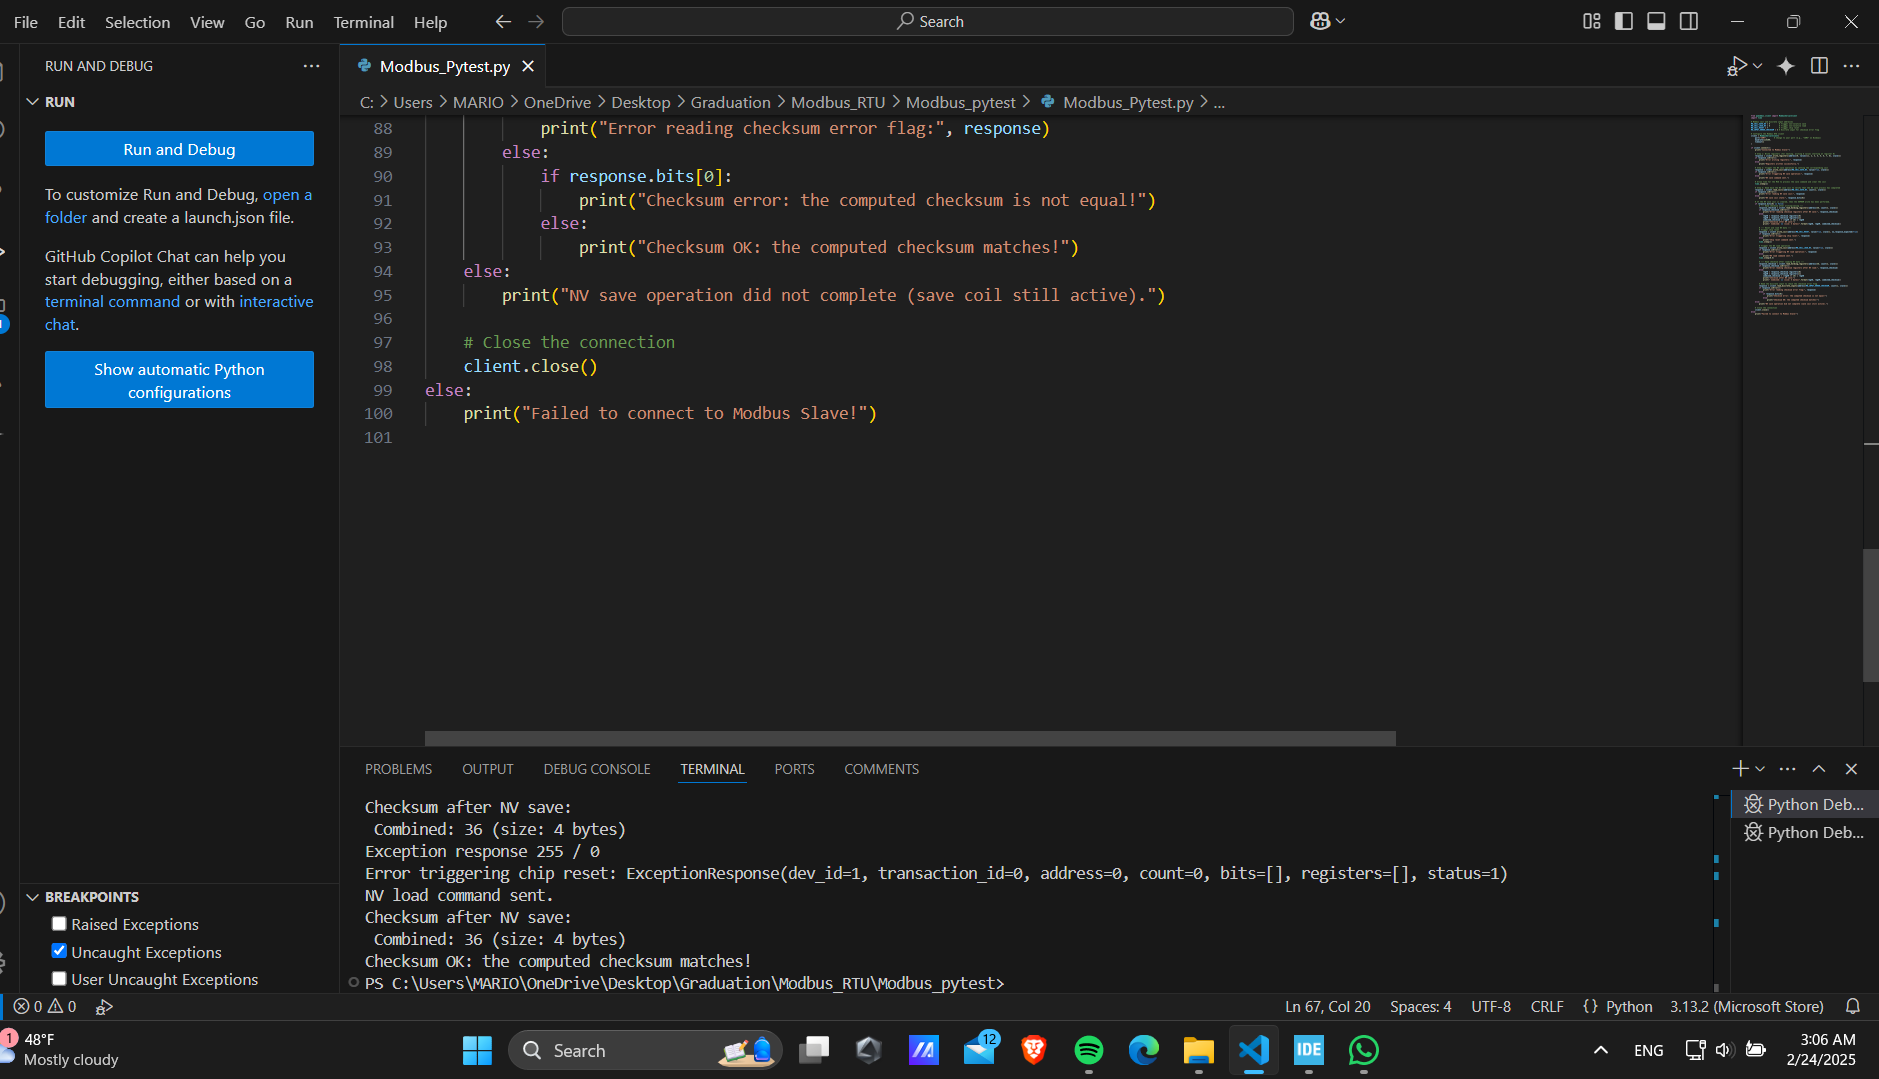 File Edit Selection View Go Run Terminal Help
Search
RUN AND DEBUG
RUN
Run and Debug
To customize Run and Debug, open a
folder and create a launch.json file.
GitHub Copilot Chat can help you
start debugging, either based on a
terminal command or with interactive
chat.
Show automatic Python
configurations
BREAKPOINTS
Raised Exceptions
Uncaught Exceptions
User Uncaught Exceptions
Modbus_Pytest.py
C: > Users > MARIO > OneDrive > Desktop > Graduation > Modbus_RTU > Modbus_pytest > Modbus_Pytest.py > ...
88 print("Error reading checksum error flag:", response)
89 else:
90 if response.bits[0]:
91 print("Checksum error: the computed checksum is not equal!")
92 else:
93 print("Checksum OK: the computed checksum matches!")
94 else:
95 print("NV save operation did not complete (save coil still active).")
96
97 # Close the connection
98 client.close()
99 else:
100 print("Failed to connect to Modbus Slave!")
101
PROBLEMS OUTPUT DEBUG CONSOLE TERMINAL PORTS COMMENTS
Checksum after NV save:
Combined: 36 (size: 4 bytes)
Exception response 255 / 0
Error triggering chip reset: ExceptionResponse(dev_id=1, transaction_id=0, address=0, count=0, bits=[], registers=[], status=1)
NV load command sent.
Checksum after NV save:
Combined: 36 (size: 4 bytes)
Checksum OK: the computed checksum matches!
PS C:\Users\MARIO\OneDrive\Desktop\Graduation\Modbus_RTU\Modbus_pytest>
Python Deb...
Python Deb...
0 0
Ln 67, Col 20 Spaces: 4 UTF-8 CRLF {} Python 3.13.2 (Microsoft Store)
1
48°F
Mostly cloudy
Search
12
IDE
ENG
3:06 AM
2/24/2025